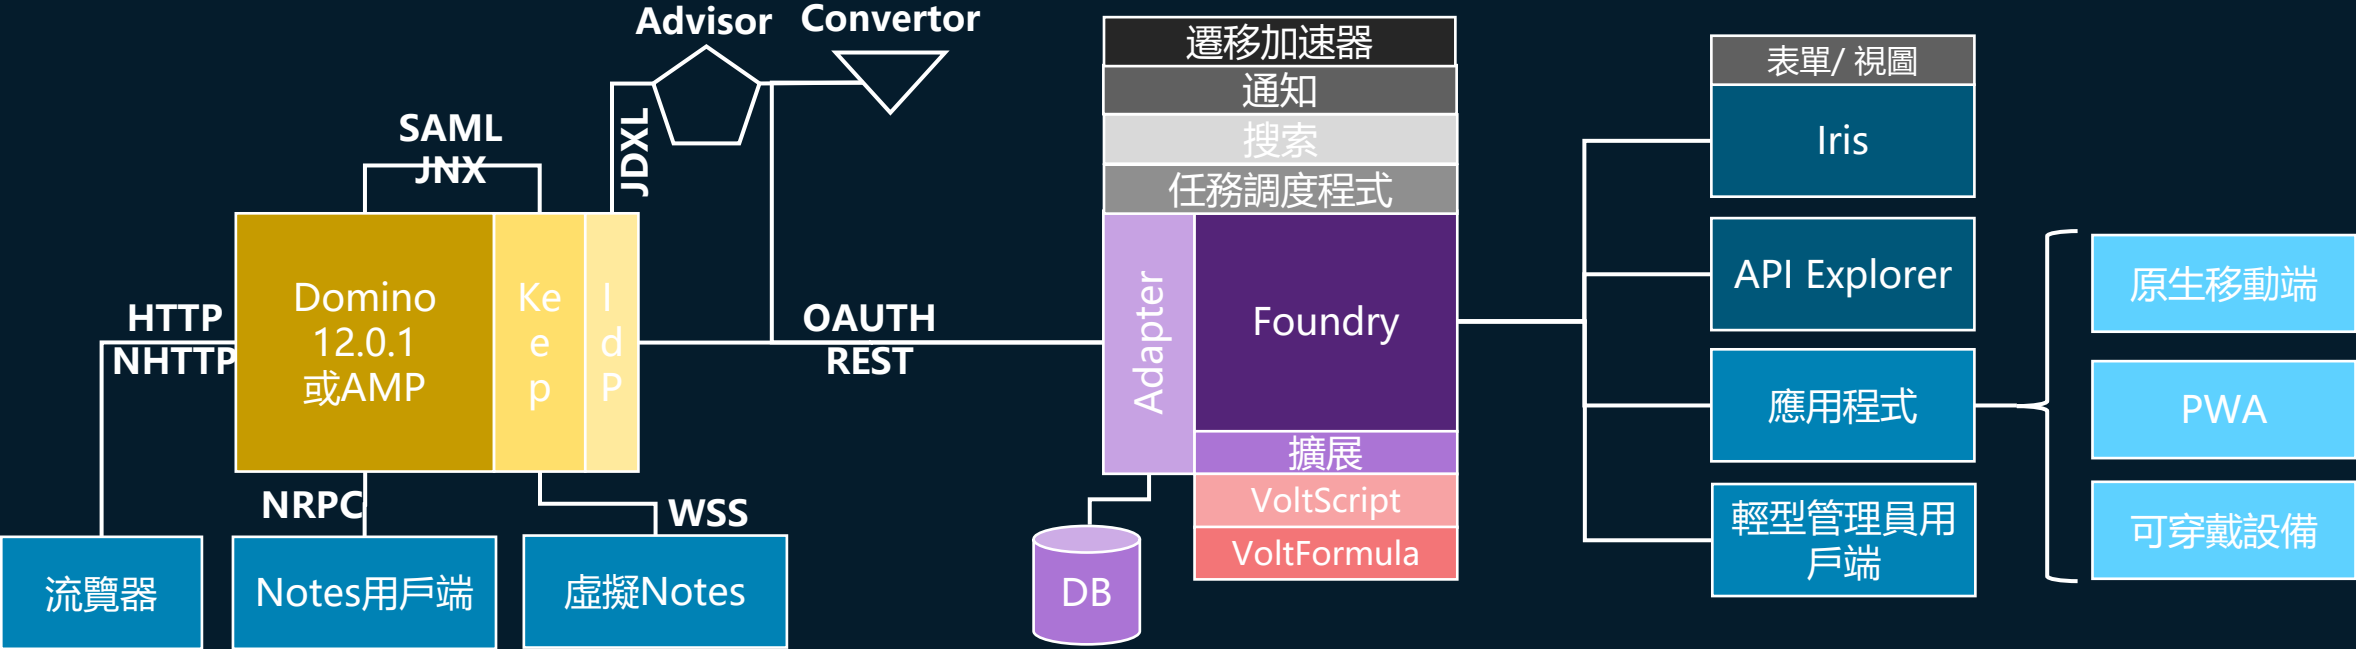 Advisor
Convertor
SAML
JNX
JDXL
HTTP
NHTTP
Domino
12.0.1
或AMP
Ke
e
p
I
d
P
OAUTH
REST
NRPC
WSS
流覽器
Notes用戶端
虛擬Notes
遷移加速器
通知
搜索
任務調度程式
Adapter
Foundry
擴展
VoltScript
VoltFormula
DB
表單/ 視圖
Iris
API Explorer
應用程式
輕型管理員用
戶端
原生移動端
PWA
可穿戴設備